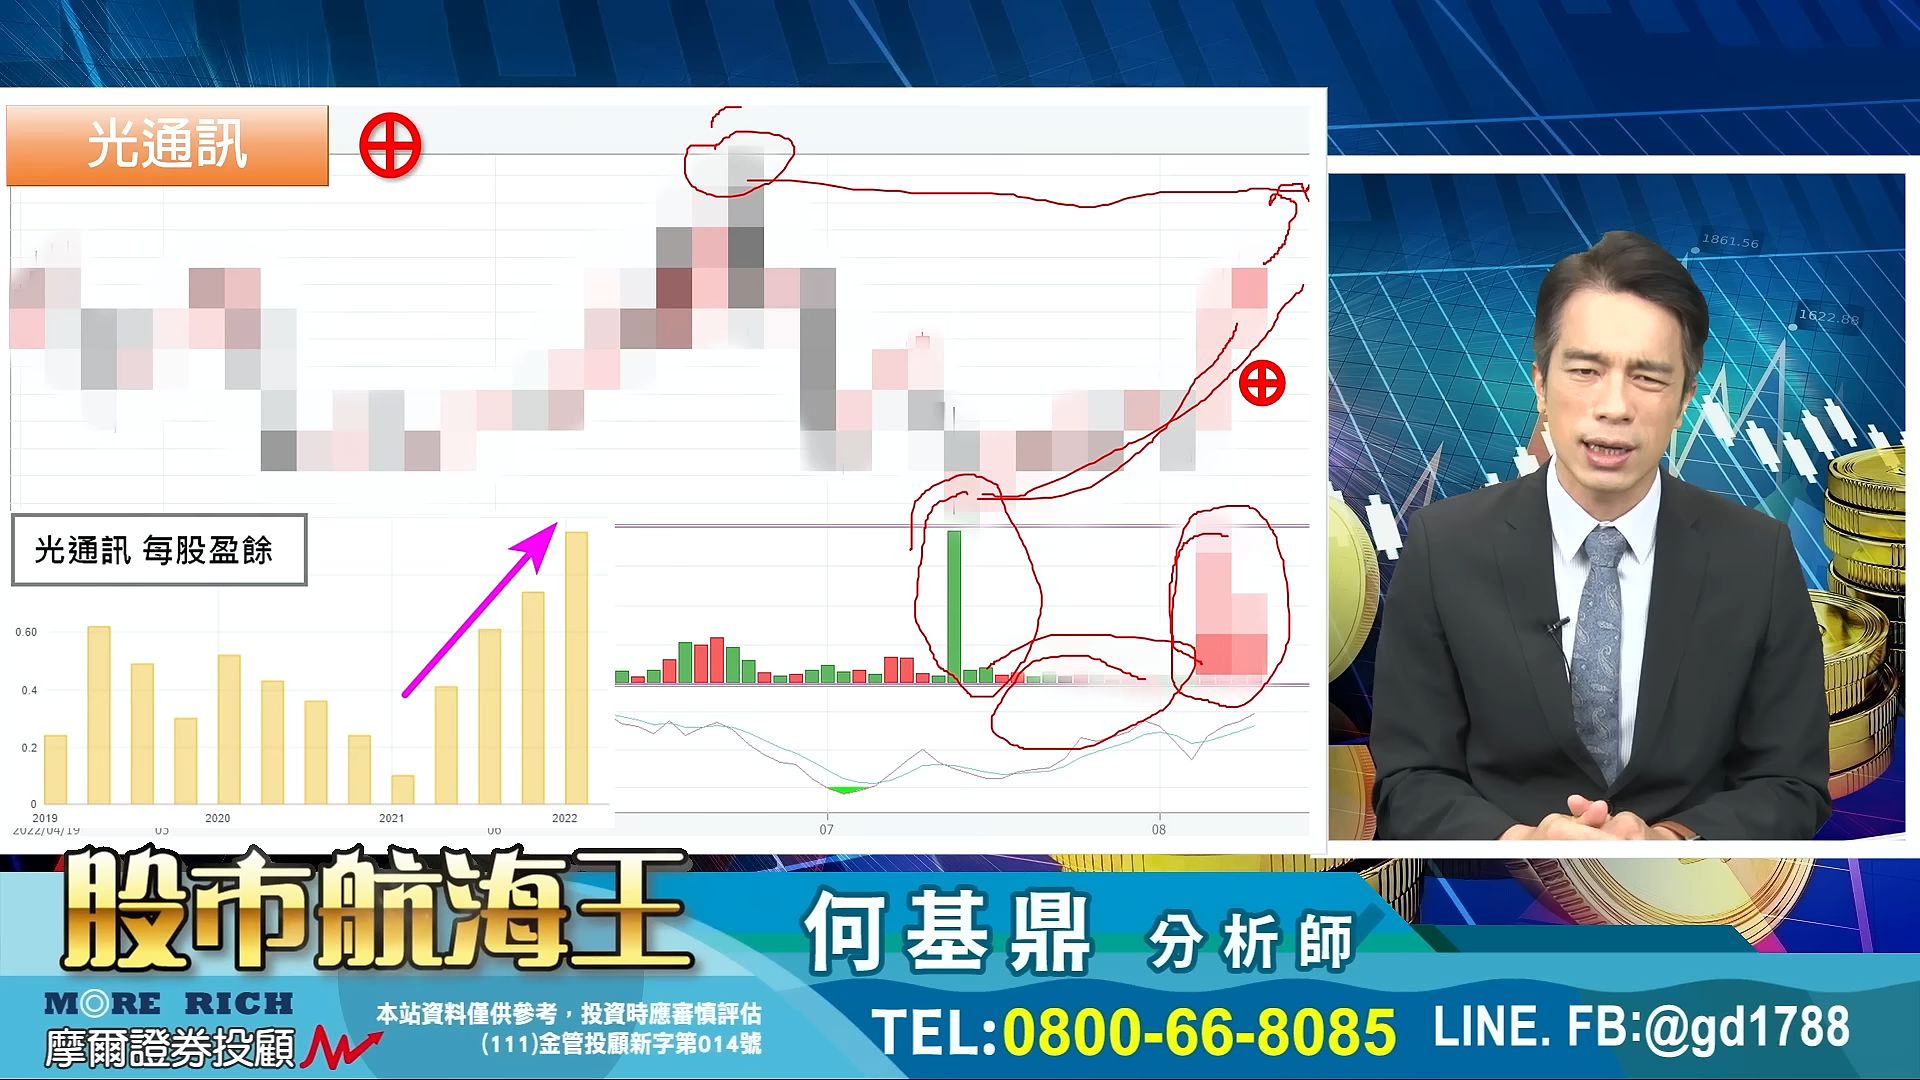 光通訊
1861.56
1622.88
光通訊 每股盈餘
0.60
0.4
0.2
0
2019
2020
2021
2022
2022/04/19
05
06
07
08
股市航海王
何基鼎 分析師
MORE RICH
摩爾證券投顧
本站資料僅供參考，投資時應審慎評估
(111)金管投顧新字第014號
TEL:0800-66-8085
LINE. FB:@gd1788